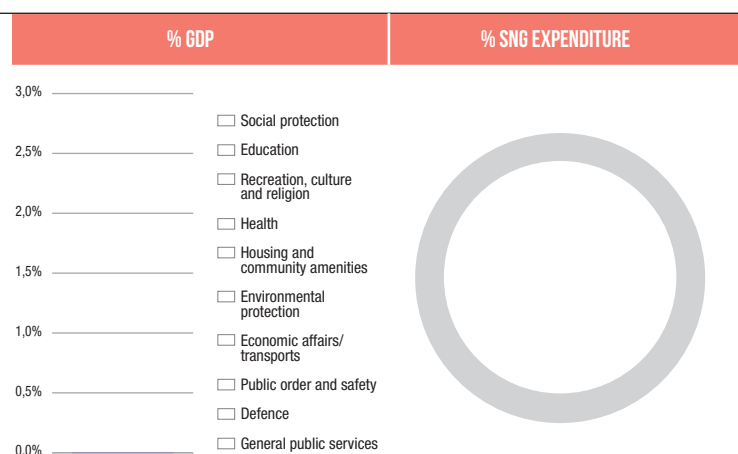 % GDP
% SNG EXPENDITURE
3,0%
2,5%
2,0%
1,5%
1,0%
0,5%
0,0%
Social protection
Education
Recreation, culture
and religion
Health
Housing and
community amenities
Environmental
protection
Economic affairs/
transports
Public order and safety
Defence
General public services